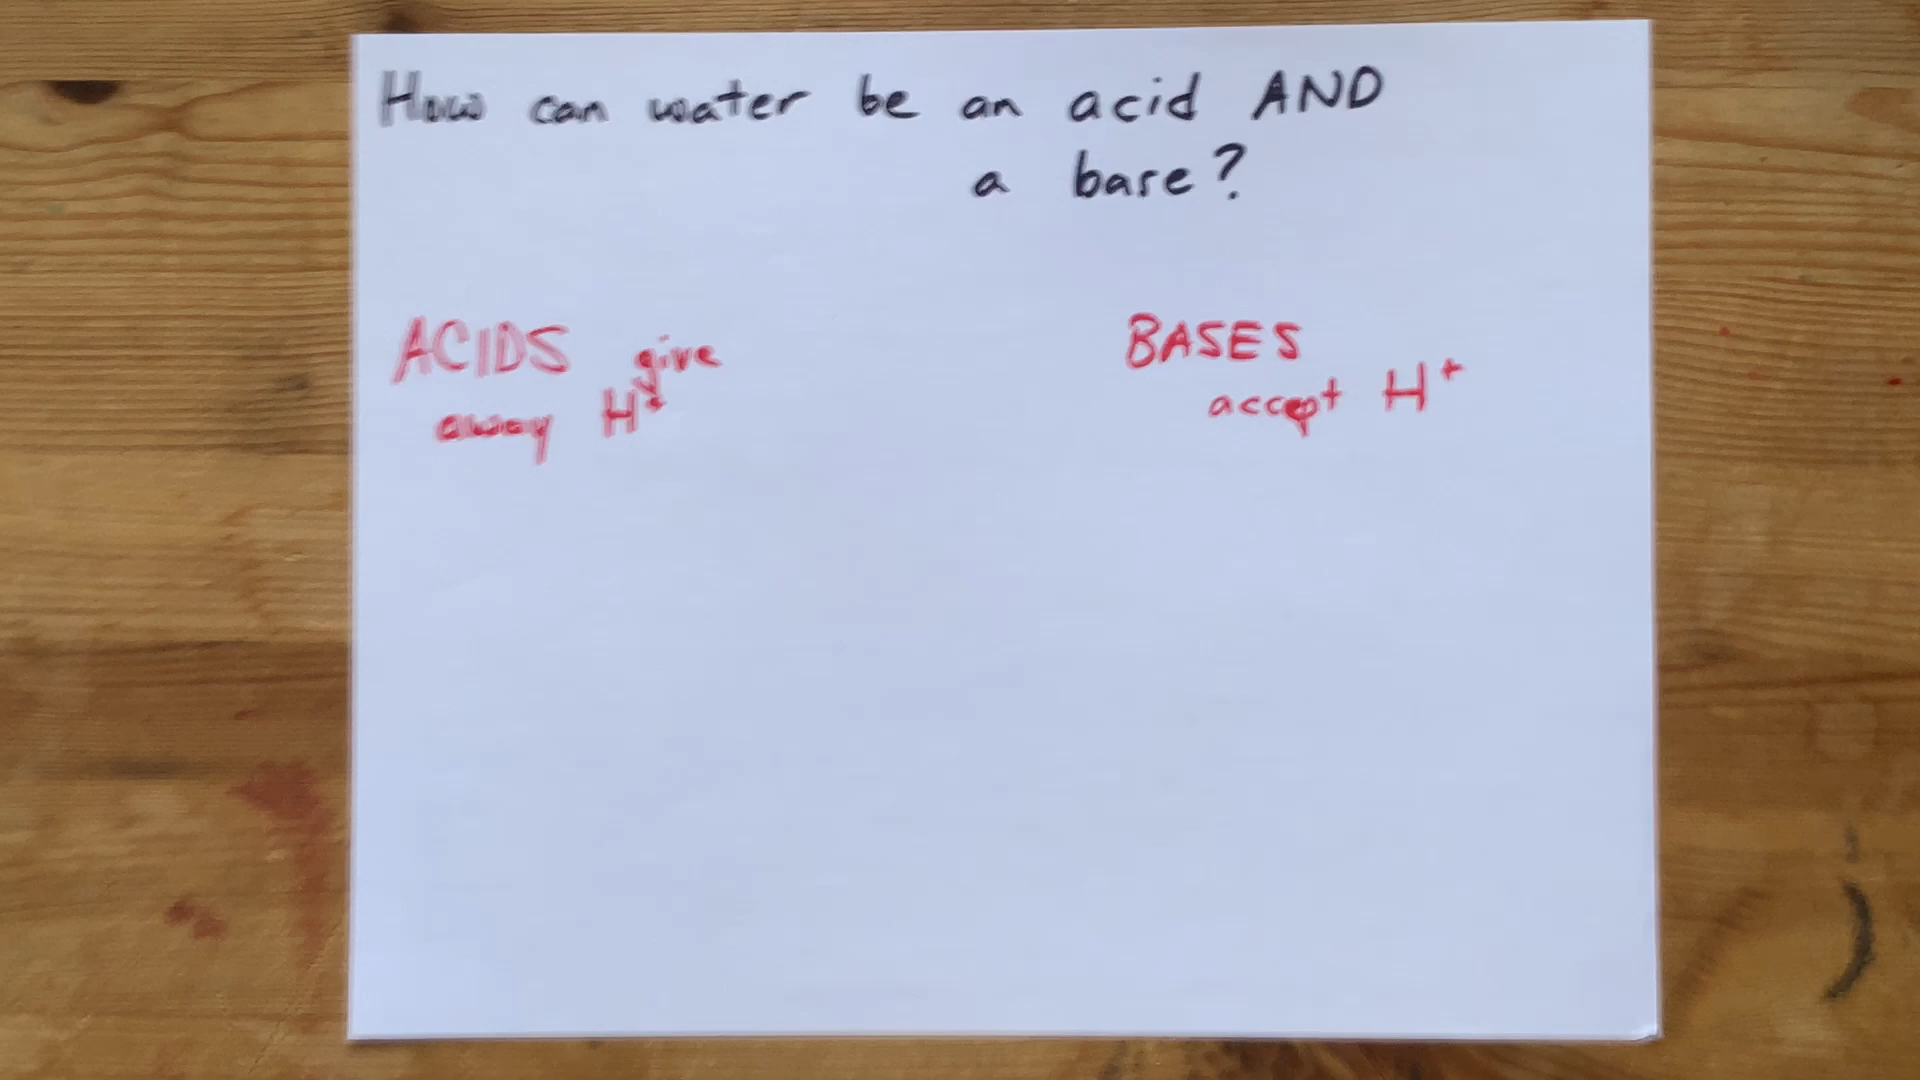 How can water be an acid AND
a base?
ACIDS give
away H⁺
BASES
accept H⁺